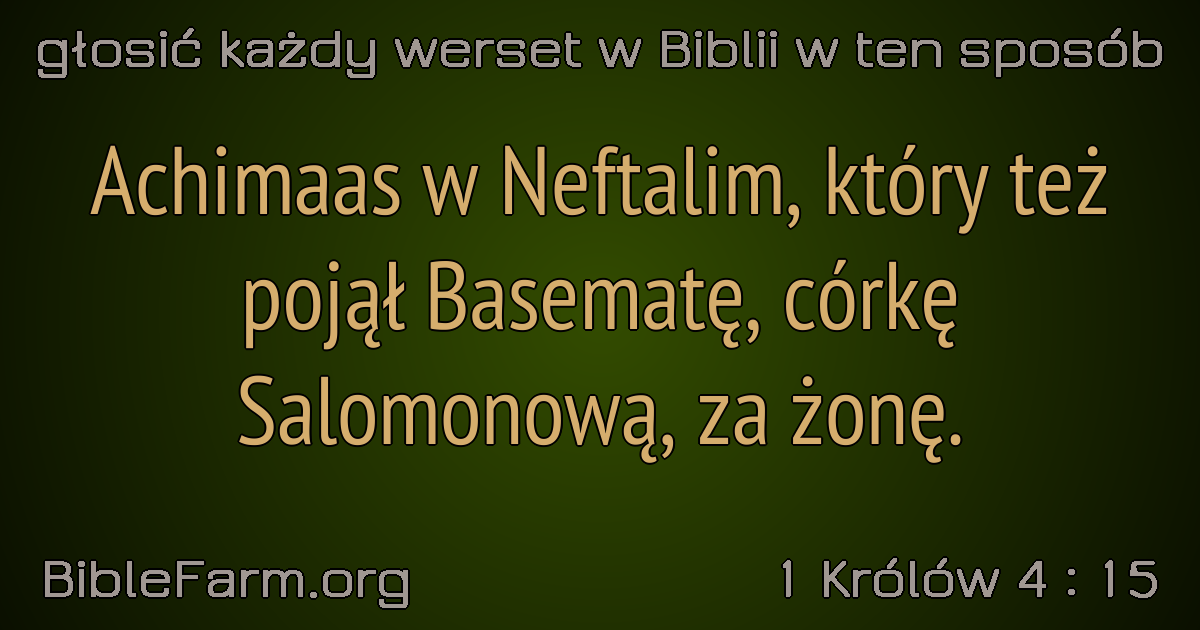 głosić każdy werset w Biblii w ten sposób
Achimaas w Neftalim, który też
pojął Basematę, córkę
Salomonową, za żonę.
BibleFarm.org
1 Królów 4 : 15